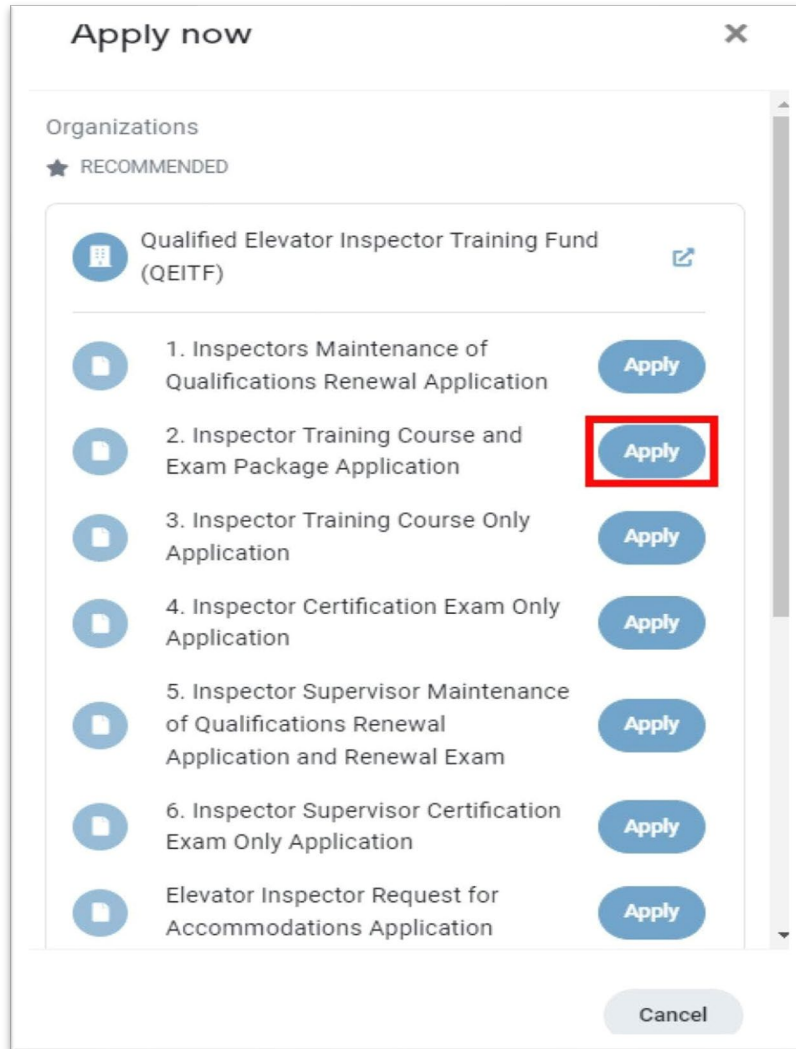 Apply now
Organizations
RECOMMENDED
Qualified Elevator Inspector Training Fund
(QEITF)
1. Inspectors Maintenance of
Qualifications Renewal Application
Apply
2. Inspector Training Course and
Exam Package Application
Apply
3. Inspector Training Course Only
Application
Apply
4. Inspector Certification Exam Only
Application
Apply
5. Inspector Supervisor Maintenance
of Qualifications Renewal
Application and Renewal Exam
Apply
6. Inspector Supervisor Certification
Exam Only Application
Apply
Elevator Inspector Request for
Accommodations Application
Apply
Cancel